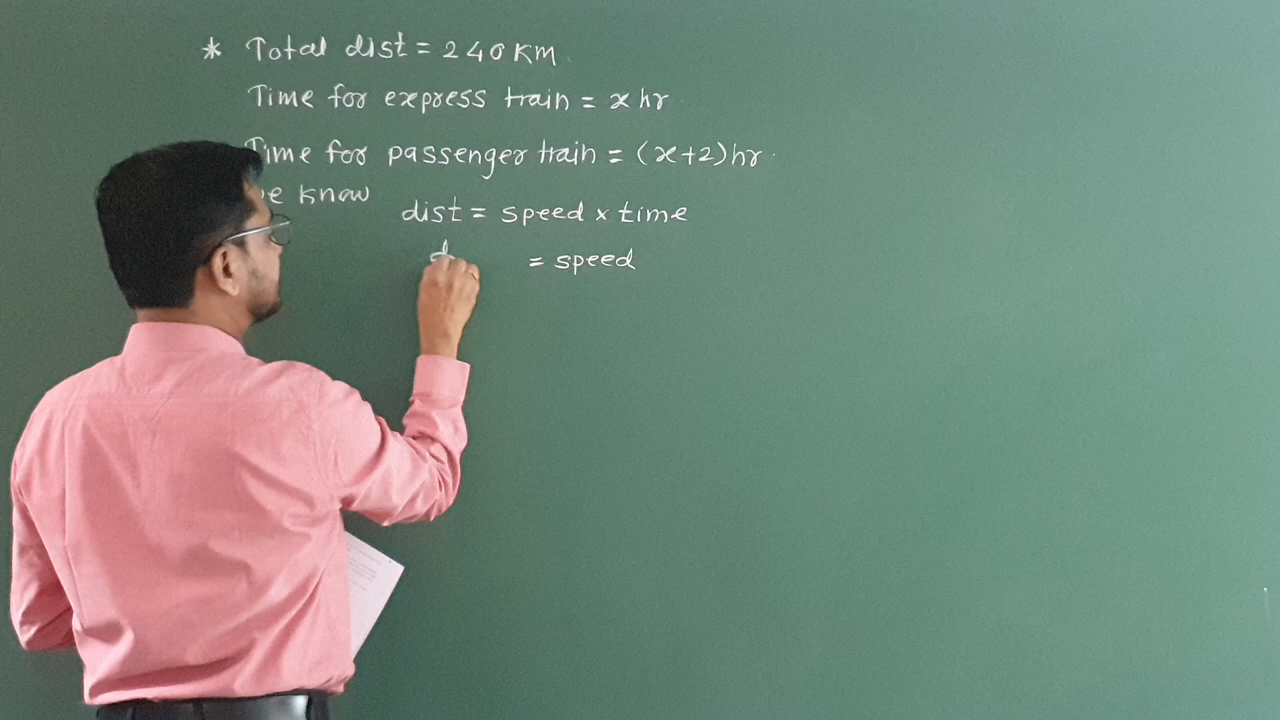 * Total dist = 240 km
Time for express train = x hr
Time for passenger train = (x+2) hr
know
dist = speed x time
d = speed